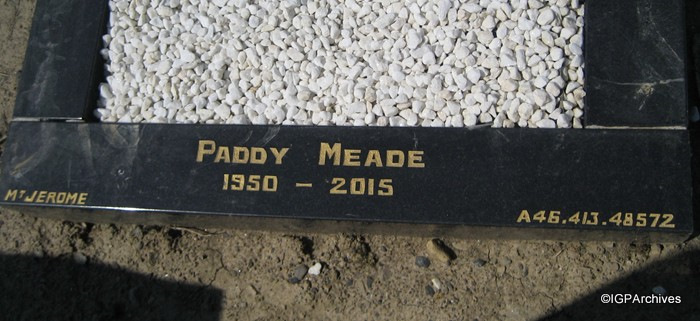 PADDY MEADE
1950 – 2015
MT JEROME
A46.413.48572
©IGPArchives